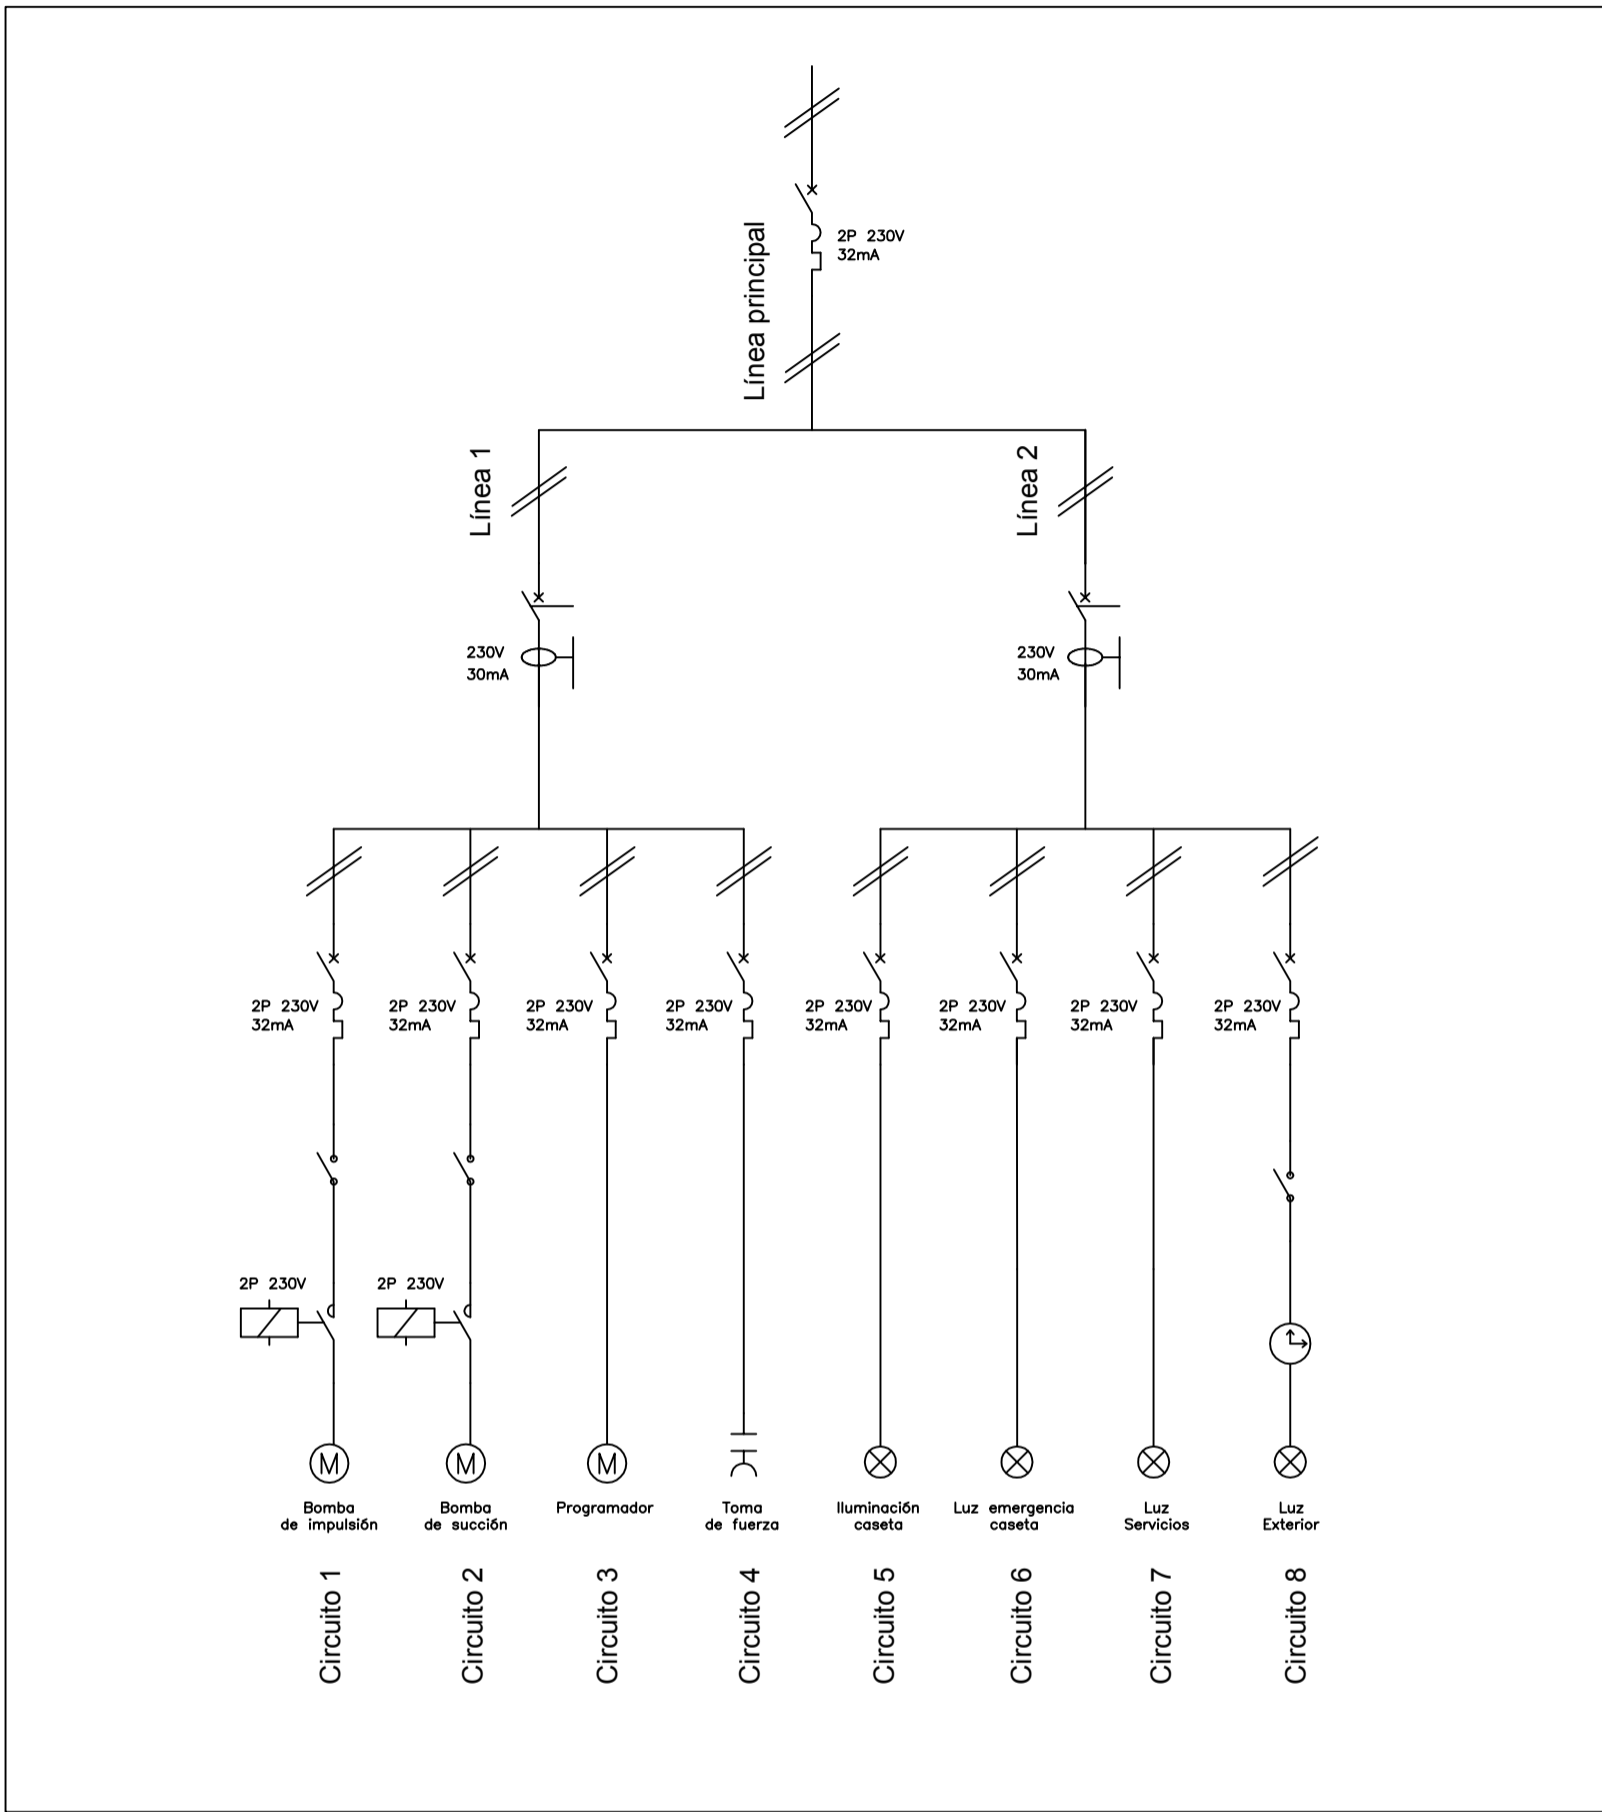 Línea principal
2P 230V
32mA
Línea 1
Línea 2
230V
30mA
230V
30mA
2P 230V
32mA
2P 230V
32mA
2P 230V
32mA
2P 230V
32mA
2P 230V
32mA
2P 230V
32mA
2P 230V
32mA
2P 230V
32mA
2P 230V
2P 230V
M
M
M
Bomba
de impulsión
Bomba
de succión
Programador
Toma
de fuerza
Iluminación
caseta
Luz emergencia
caseta
Luz
Servicios
Luz
Exterior
Circuito 1
Circuito 2
Circuito 3
Circuito 4
Circuito 5
Circuito 6
Circuito 7
Circuito 8